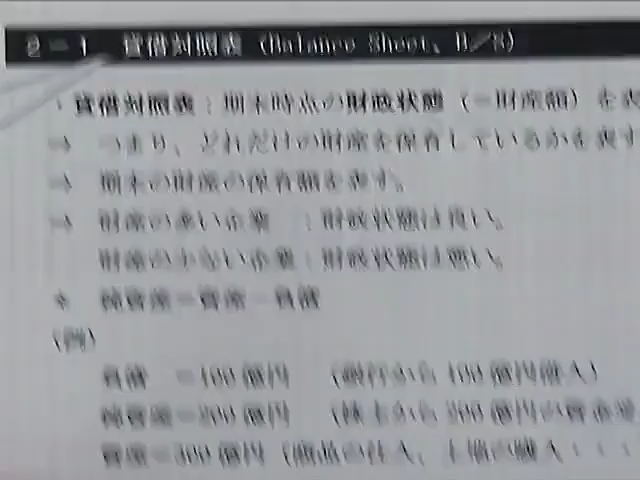 2-1 貸借対照表 (Balance Sheet、B/S)
・貸借対照表:期末時点の財政状態(=財産額)を表
⇒ つまり、どれだけの財産を保有しているかを表す
⇒ 期末の財産の保有額を表す。
⇒ 財産の多い企業 :財政状態は良い。
財産の少ない企業:財政状態は悪い。
* 純資産=資産-負債
(例)
負債 =100億円 (銀行から100億円借入)
純資産=200億円 (株主から200億円の資金
資産=300億円 (商品の仕入、土地の購入・・・